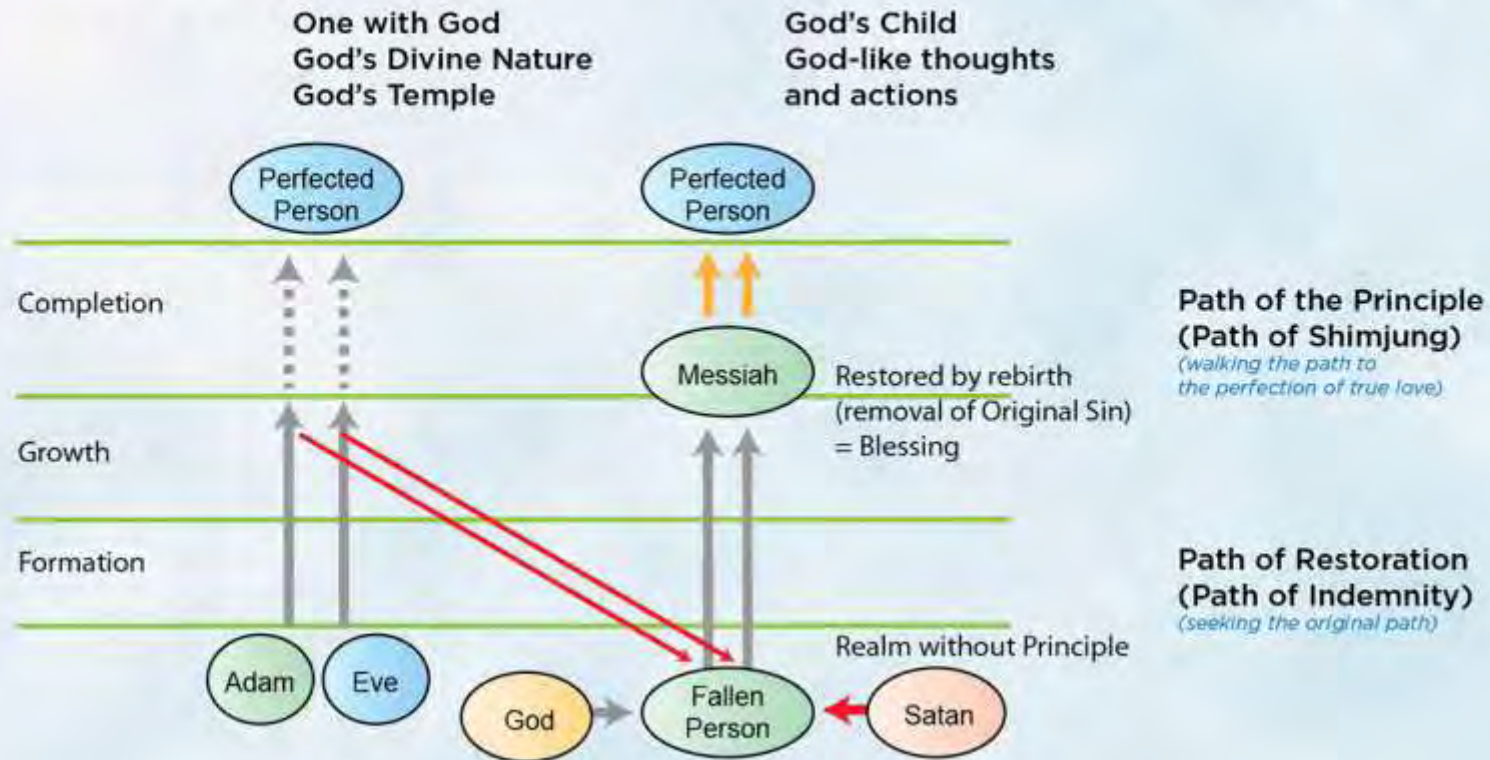 One with God
God's Divine Nature
God's Temple
God's Child
God-like thoughts
and actions
Perfected
Person
Perfected
Person
Completion
Messiah
Restored by rebirth
(removal of Original Sin)
= Blessing
Path of the Principle
(Path of Shimjung)
(walking the path to
the perfection of true love)
Growth
Formation
Path of Restoration
(Path of Indemnity)
(seeking the original path)
Realm without Principle
Adam
Eve
God
Fallen
Person
Satan